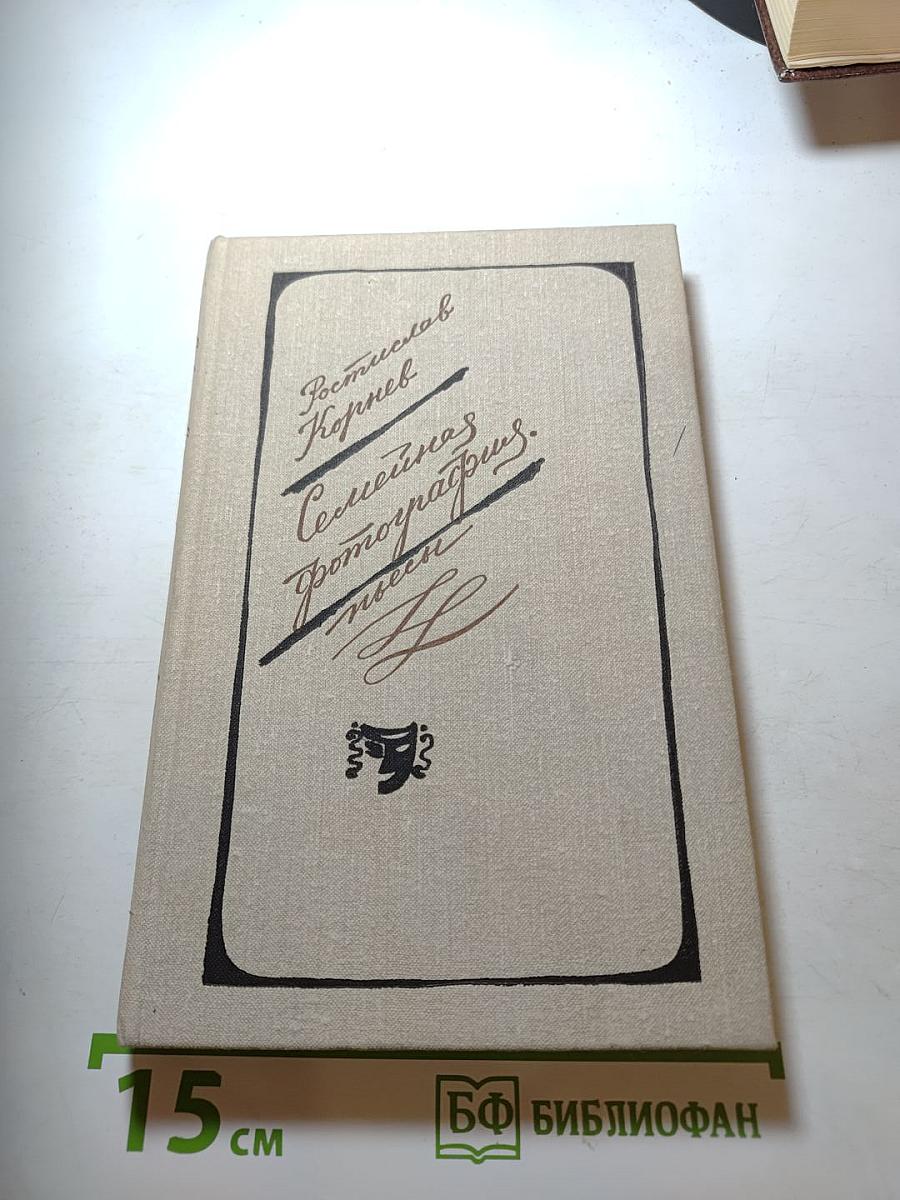 Ростислав
Корнев
Семейная
фотография.
пьесы
15 см
БФ БИБЛИОФАН